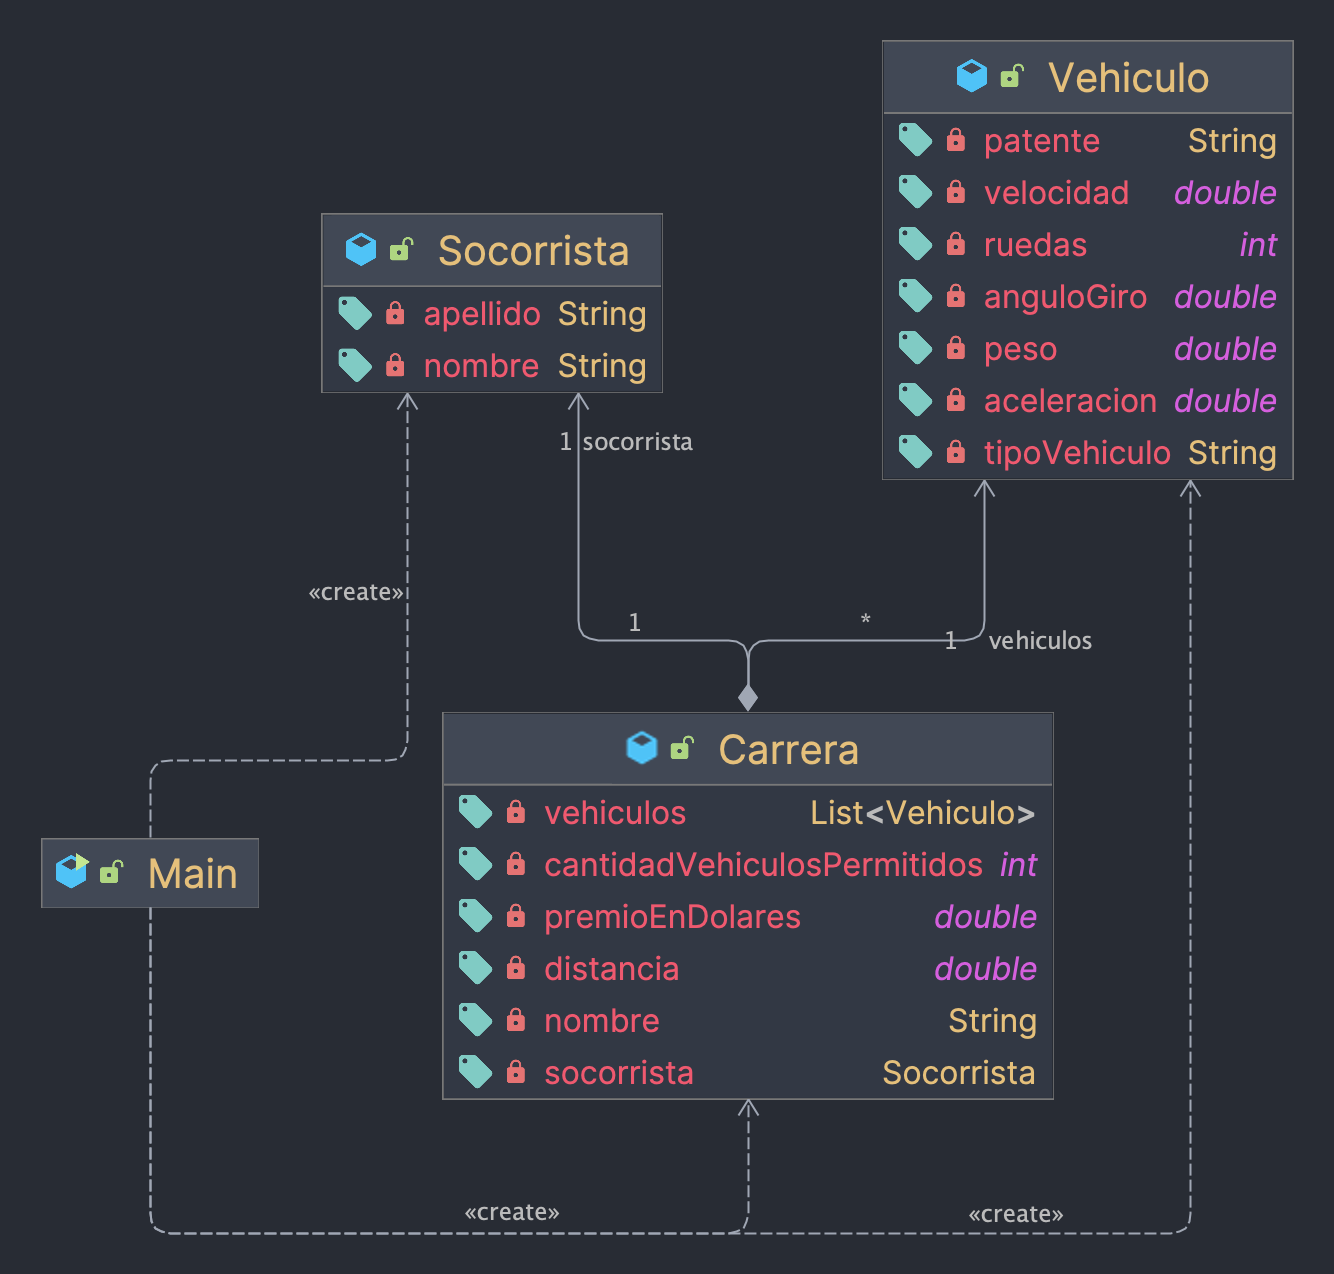 Vehiculo
patente String
velocidad double
ruedas int
anguloGiro double
peso double
aceleracion double
tipoVehiculo String
Socorrista
apellido String
nombre String
1 socorrista
«create»
1
*
1 vehiculos
Carrera
vehiculos List<Vehiculo>
cantidadVehiculosPermitidos int
premioEnDolares double
distancia double
nombre String
socorrista Socorrista
Main
«create»
«create»